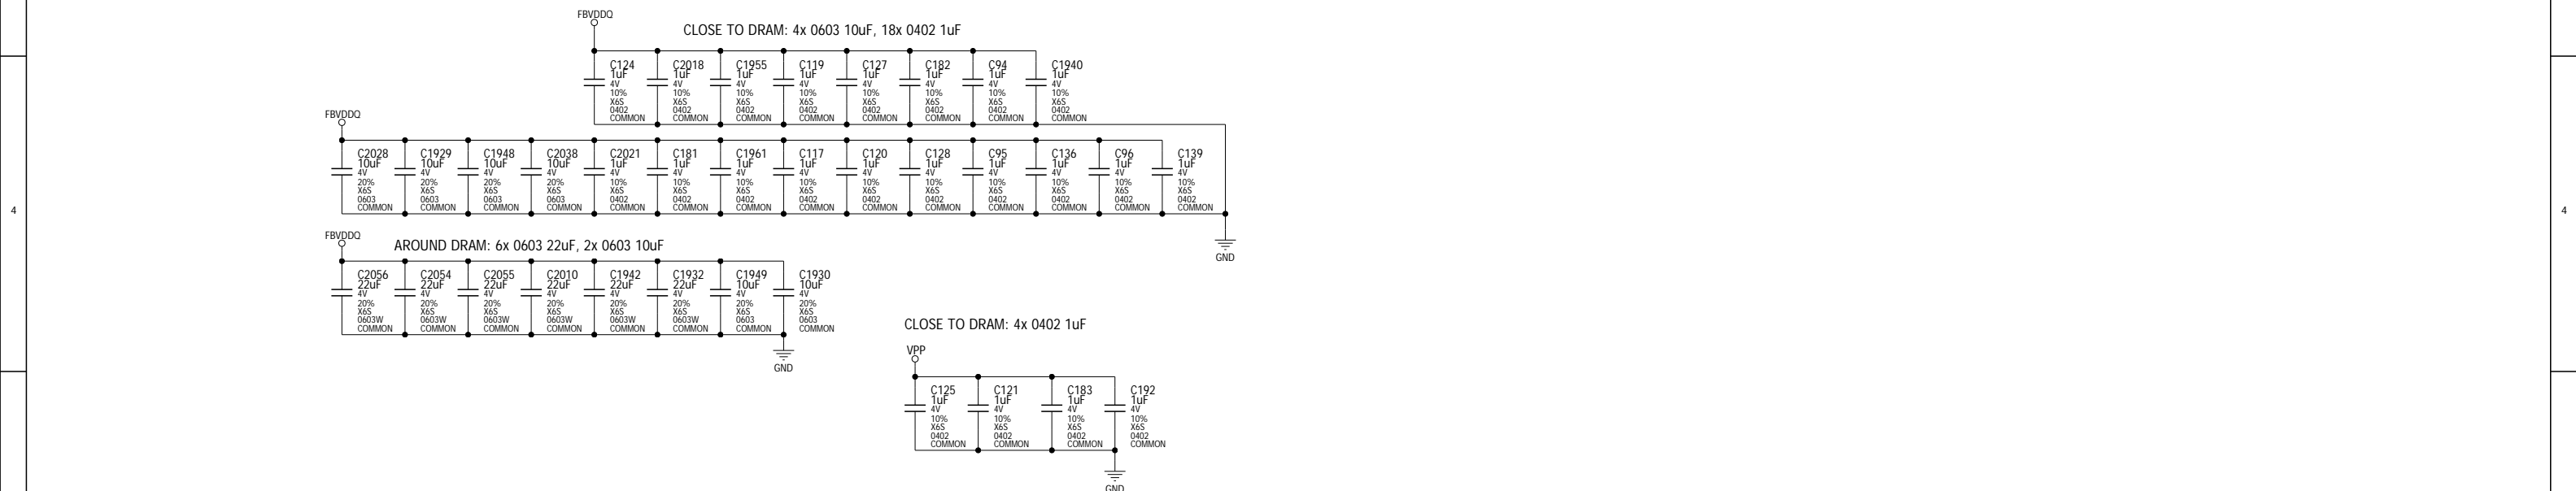 FBVDDQ
CLOSE TO DRAM: 4x 0603 10uF, 18x 0402 1uF
C124 C2018 C1955 C119 C127 C182 C94 C1940
1uF 1uF 1uF 1uF 1uF 1uF 1uF 1uF
4V 4V 4V 4V 4V 4V 4V 4V
10% 10% 10% 10% 10% 10% 10% 10%
X6S X6S X6S X6S X6S X6S X6S X6S
0402 0402 0402 0402 0402 0402 0402 0402
COMMON COMMON COMMON COMMON COMMON COMMON COMMON COMMON
FBVDDQ
C2028 C1929 C1948 C2038 C2021 C181 C1961 C117 C120 C128 C95 C136 C96 C139
10uF 10uF 10uF 10uF 1uF 1uF 1uF 1uF 1uF 1uF 1uF 1uF 1uF 1uF
4V 4V 4V 4V 4V 4V 4V 4V 4V 4V 4V 4V 4V 4V
20% 20% 20% 20% 10% 10% 10% 10% 10% 10% 10% 10% 10% 10%
X6S X6S X6S X6S X6S X6S X6S X6S X6S X6S X6S X6S X6S X6S
0603 0603 0603 0603 0402 0402 0402 0402 0402 0402 0402 0402 0402 0402
COMMON COMMON COMMON COMMON COMMON COMMON COMMON COMMON COMMON COMMON COMMON COMMON COMMON COMMON
4 4
FBVDDQ
AROUND DRAM: 6x 0603 22uF, 2x 0603 10uF
GND
C2056 C2054 C2055 C2010 C1942 C1932 C1949 C1930
22uF 22uF 22uF 22uF 22uF 22uF 10uF 10uF
4V 4V 4V 4V 4V 4V 4V 4V
20% 20% 20% 20% 20% 20% 20% 20%
X6S X6S X6S X6S X6S X6S X6S X6S
0603W 0603W 0603W 0603W 0603W 0603W 0603 0603
COMMON COMMON COMMON COMMON COMMON COMMON COMMON COMMON
GND
CLOSE TO DRAM: 4x 0402 1uF
VPP
C125 C121 C183 C192
1uF 1uF 1uF 1uF
4V 4V 4V 4V
10% 10% 10% 10%
X6S X6S X6S X6S
0402 0402 0402 0402
COMMON COMMON COMMON COMMON
GND